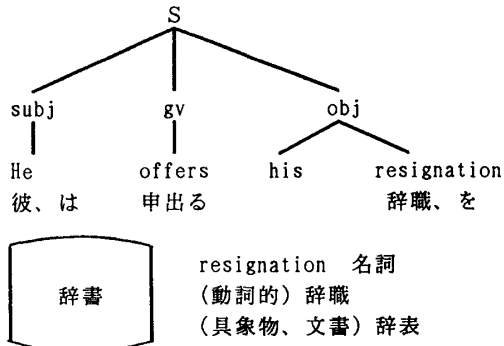 S
subj gv obj
He offers his resignation
彼、は 申出る 辞職、を
辞書
resignation 名詞
(動詞的) 辞職
(具象物、文書) 辞表